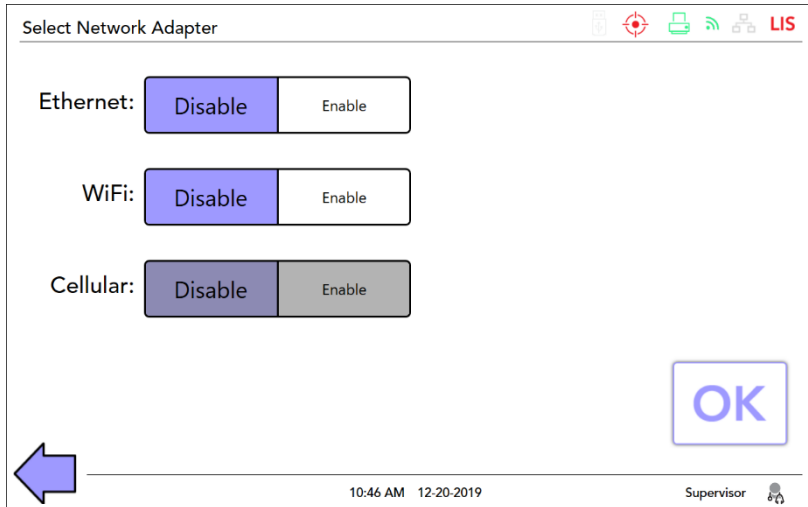 Select Network Adapter LIS
Ethernet: Disable Enable
WiFi: Disable Enable
Cellular: Disable Enable
OK
10:46 AM 12-20-2019 Supervisor